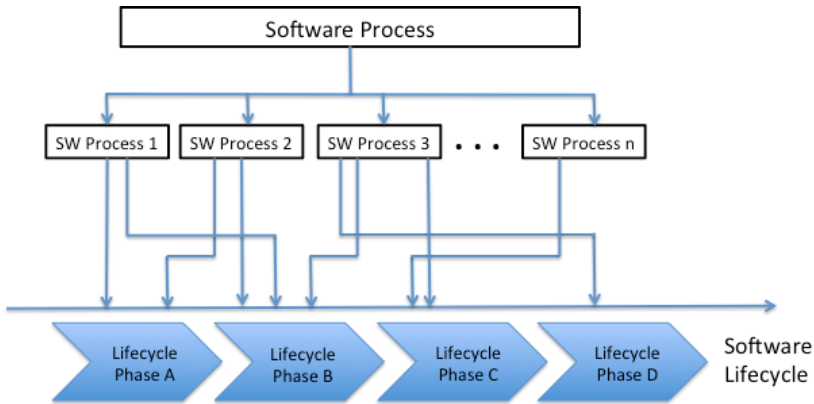 Software Process
SW Process 1
SW Process 2
SW Process 3
. . .
SW Process n
Lifecycle
Phase A
Lifecycle
Phase B
Lifecycle
Phase C
Lifecycle
Phase D
Software
Lifecycle